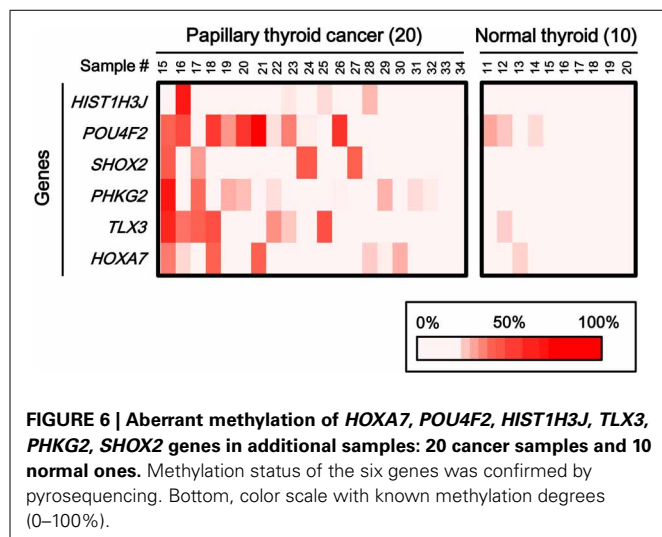 Papillary thyroid cancer (20) Normal thyroid (10)
Sample # 15 16 17 18 19 20 21 22 23 24 25 26 27 28 29 30 31 32 33 34 11 12 13 14 15 16 17 18 19 20
Genes
HIST1H3J
POU4F2
SHOX2
PHKG2
TLX3
HOXA7
0% 50% 100%
FIGURE 6 | Aberrant methylation of HOXA7, POU4F2, HIST1H3J, TLX3,
PHKG2, SHOX2 genes in additional samples: 20 cancer samples and 10
normal ones. Methylation status of the six genes was confirmed by
pyrosequencing. Bottom, color scale with known methylation degrees
(0–100%).